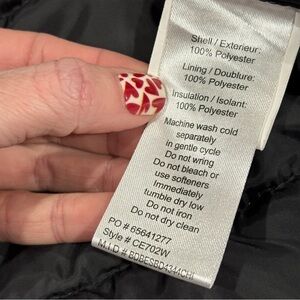 Shell / Exterieur:
100% Polyester
Lining / Doublure:
100% Polyester
Insulation / Isolant:
100% Polyester
Machine wash cold
separately
in gentle cycle
Do not wring
Do not bleach or
use softeners
Immediately
tumble dry low
Do not iron
Do not dry clean
PO # 65641277
Style # CE702W
M.I.D #